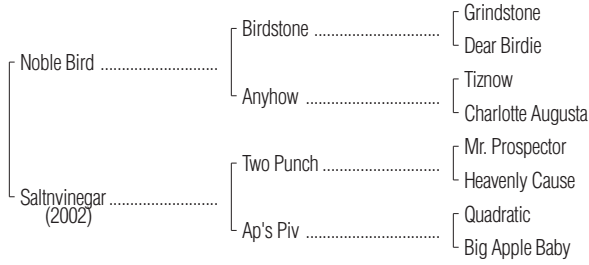 Grindstone
Birdstone ................................
Dear Birdie
Noble Bird ..............................
Tiznow
Anyhow ...................................
Charlotte Augusta
Mr. Prospector
Two Punch ..............................
Heavenly Cause
Saltnvinegar ............................
(2002)
Quadratic
Ap's Piv ...................................
Big Apple Baby